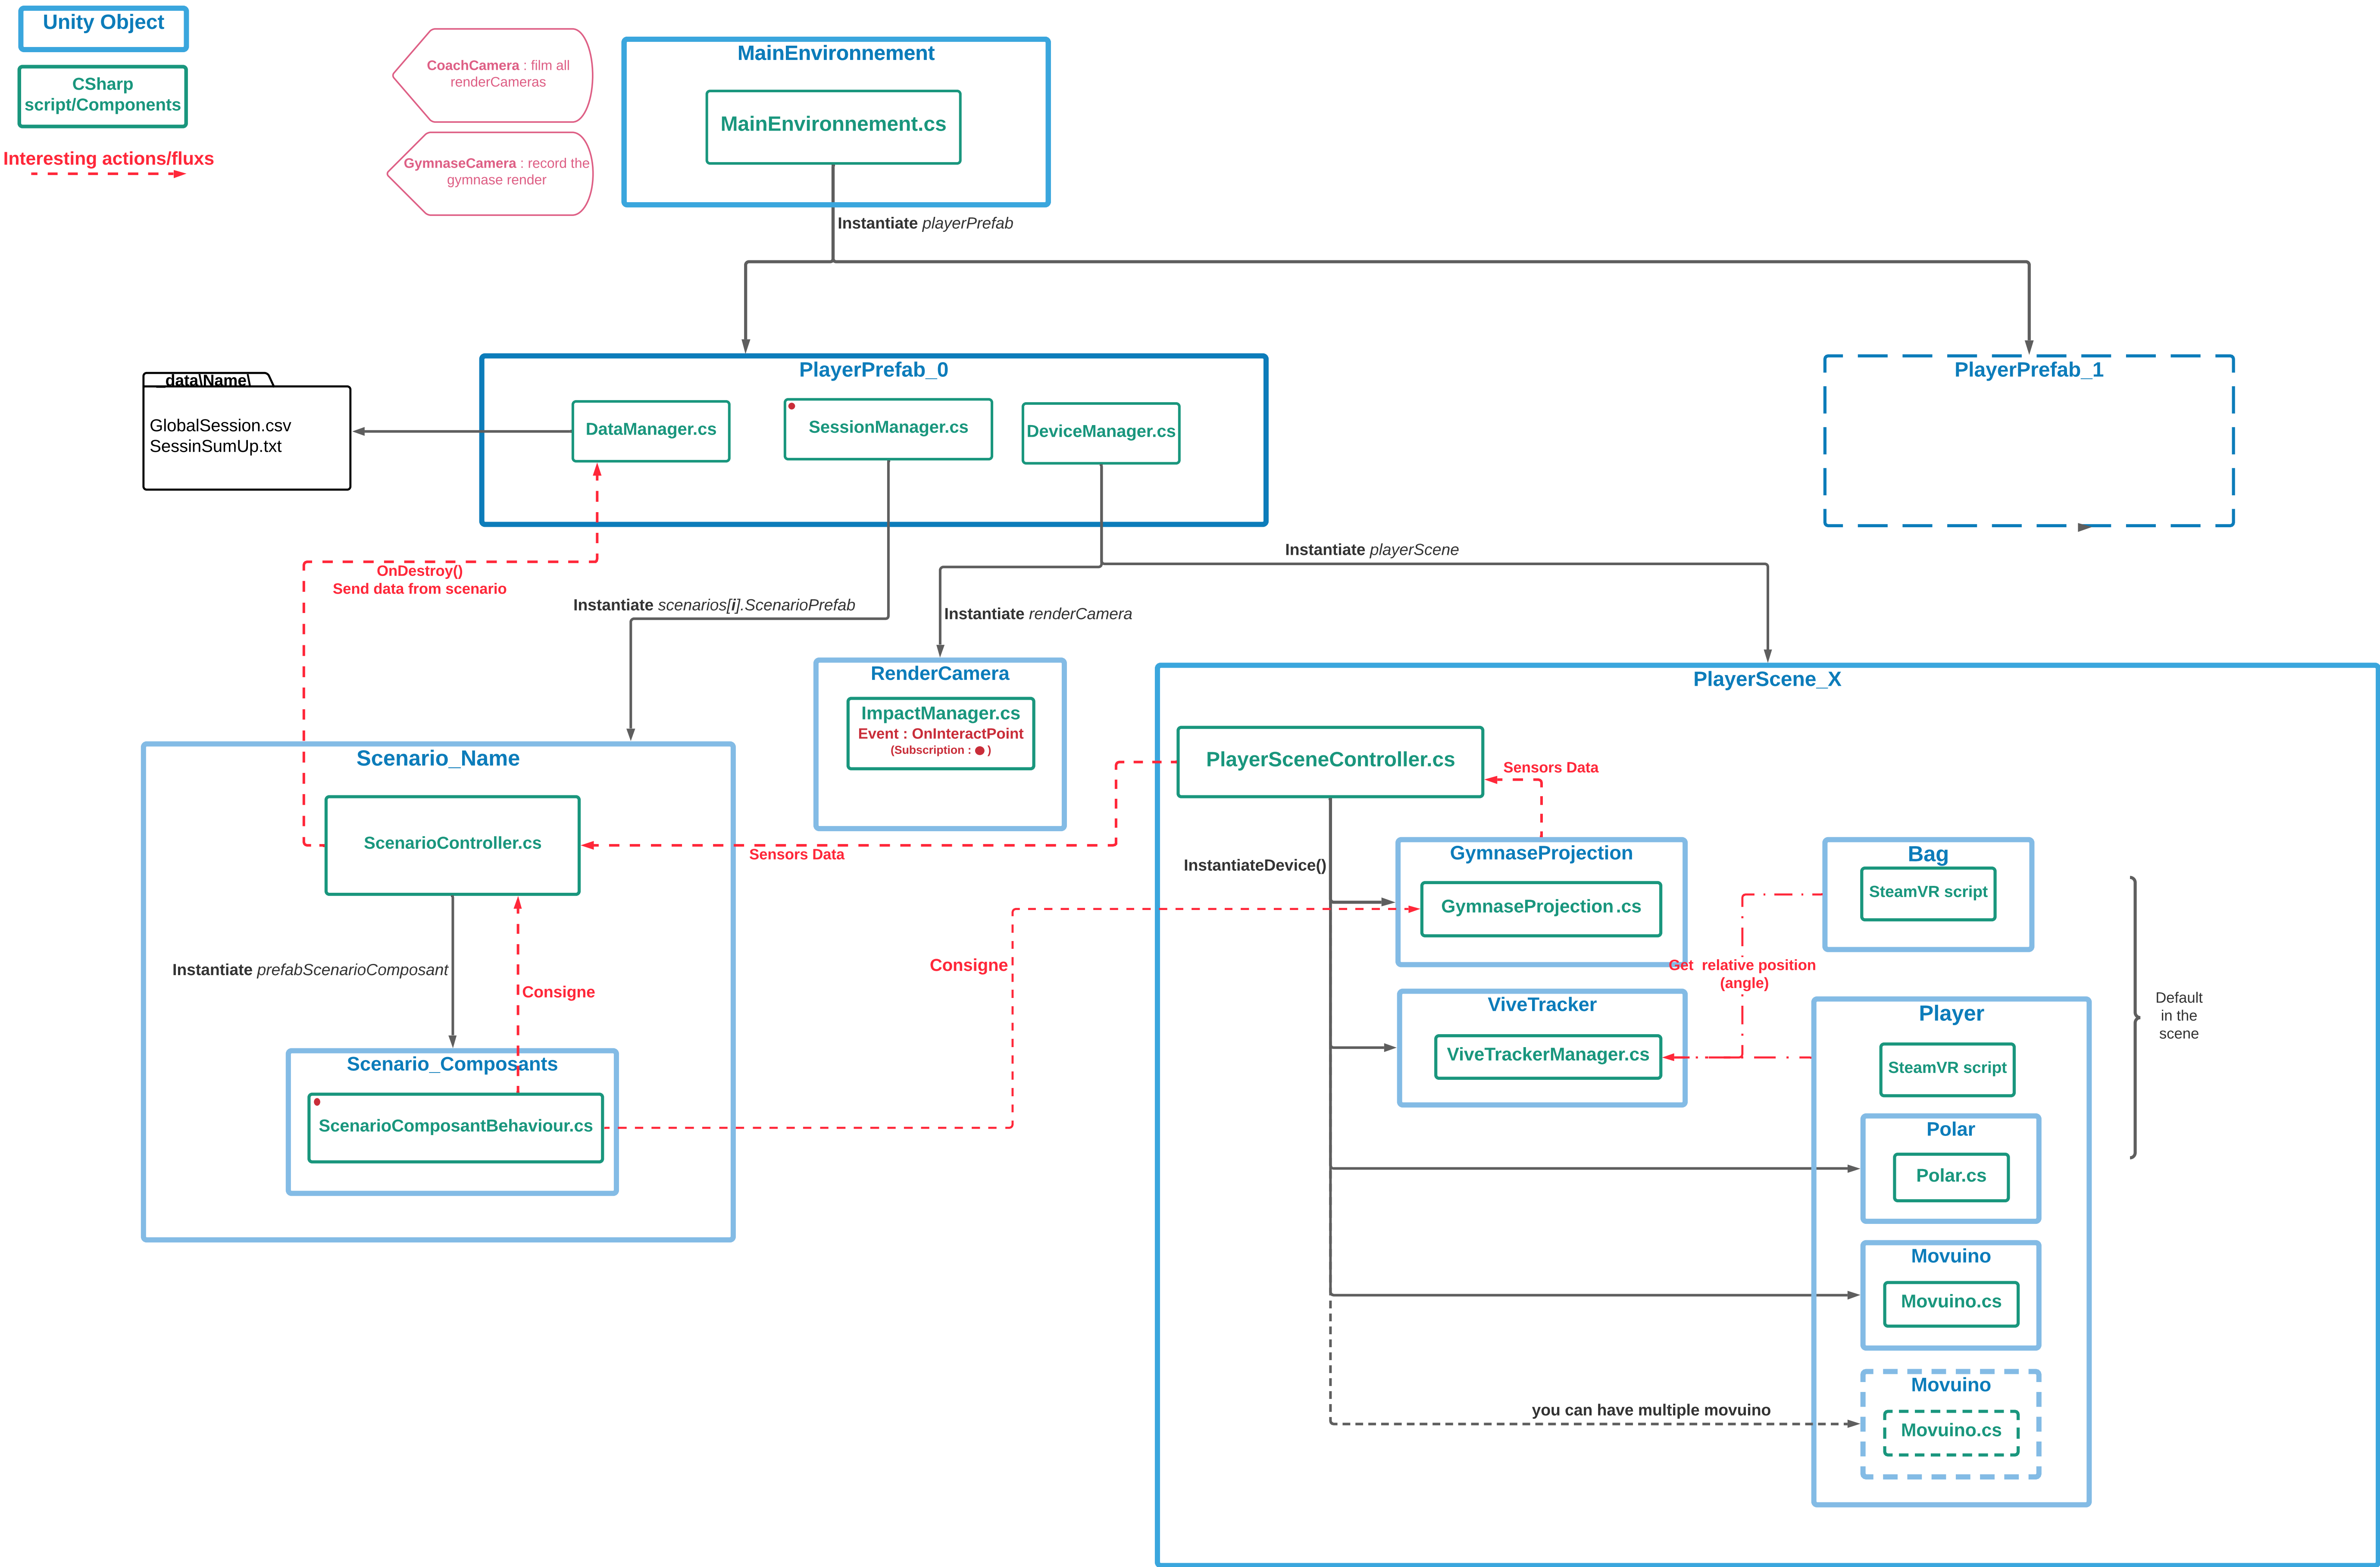 Unity Object
CSharp
script/Components
Interesting actions/fluxs
CoachCamera : film all
renderCameras
GymnaseCamera : record the
gymnase render
MainEnvironnement
MainEnvironnement.cs
Instantiate playerPrefab
_data\Name\
GlobalSession.csv
SessinSumUp.txt
PlayerPrefab_0
DataManager.cs
SessionManager.cs
DeviceManager.cs
PlayerPrefab_1
OnDestroy()
Send data from scenario
Instantiate scenarios[i].ScenarioPrefab
Instantiate renderCamera
Instantiate playerScene
RenderCamera
ImpactManager.cs
Event : OnInteractPoint
(Subscription : )
Scenario_Name
ScenarioController.cs
Sensors Data
Instantiate prefabScenarioComposant
Consigne
Scenario_Composants
ScenarioComposantBehaviour.cs
Consigne
PlayerScene_X
PlayerSceneController.cs
Sensors Data
InstantiateDevice()
GymnaseProjection
GymnaseProjection.cs
Bag
SteamVR script
Get relative position
(angle)
ViveTracker
ViveTrackerManager.cs
Player
SteamVR script
Default
in the
scene
Polar
Polar.cs
Movuino
Movuino.cs
you can have multiple movuino
Movuino
Movuino.cs